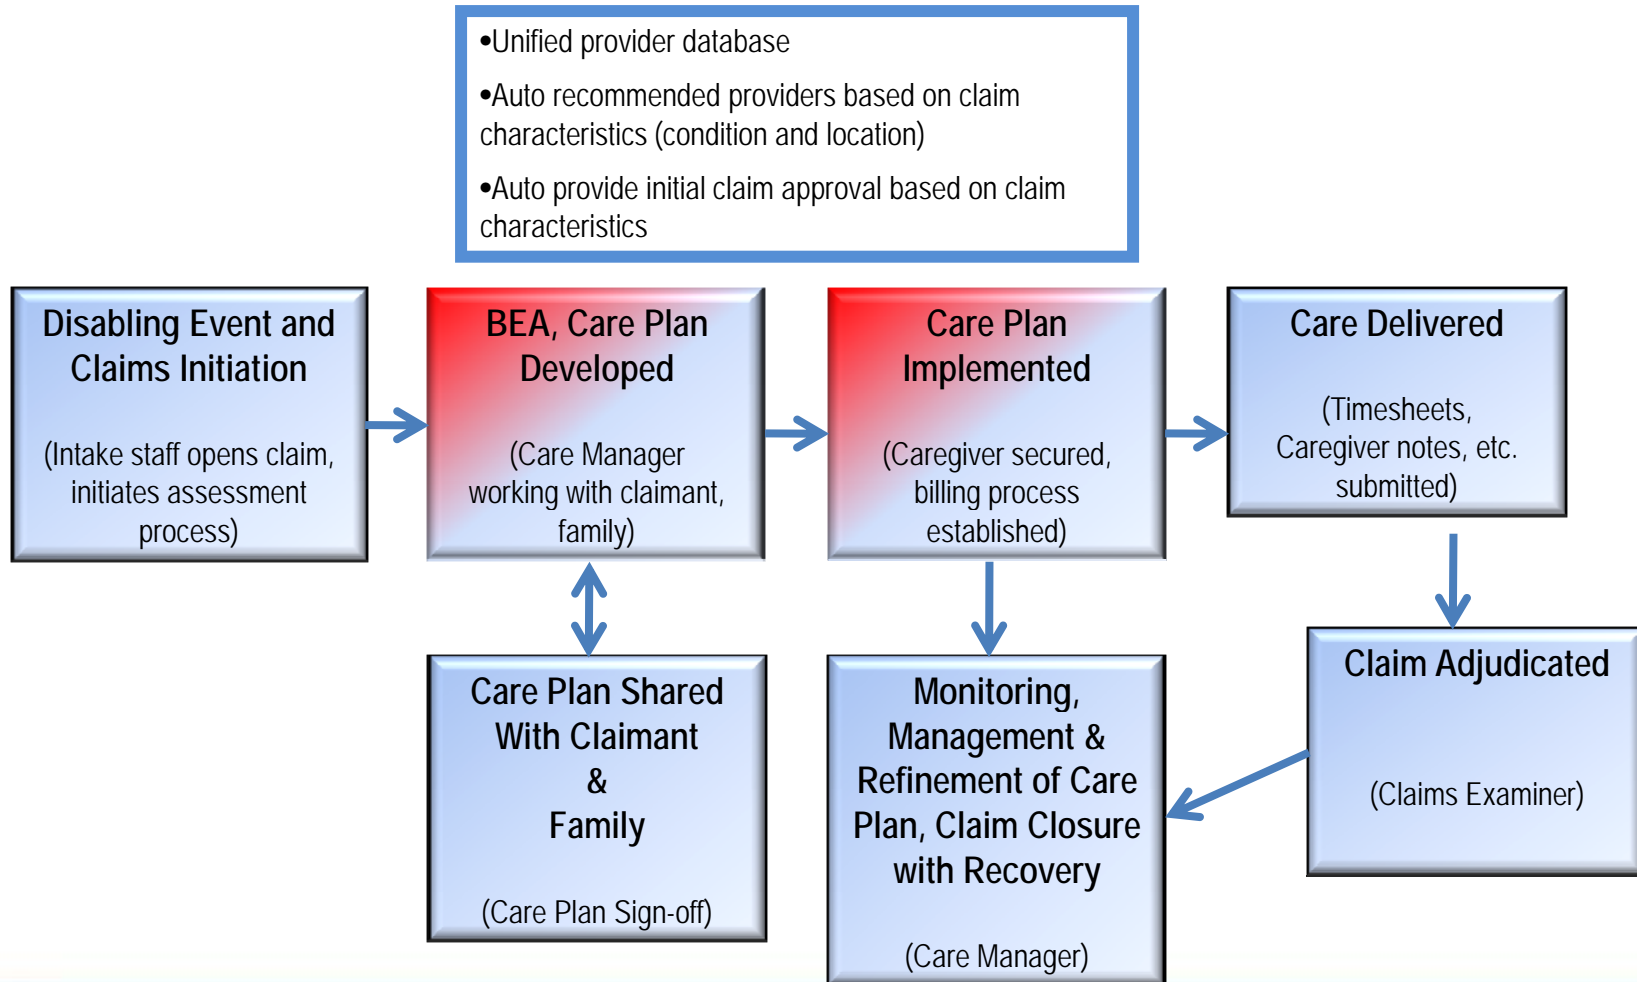 •Unified provider database
•Auto recommended providers based on claim
characteristics (condition and location)
•Auto provide initial claim approval based on claim
characteristics
Disabling Event and
Claims Initiation
(Intake staff opens claim,
initiates assessment
process)
BEA, Care Plan
Developed
(Care Manager
working with claimant,
family)
Care Plan
Implemented
(Caregiver secured,
billing process
established)
Care Delivered
(Timesheets,
Caregiver notes, etc.
submitted)
Care Plan Shared
With Claimant
&
Family
(Care Plan Sign-off)
Monitoring,
Management &
Refinement of Care
Plan, Claim Closure
with Recovery
(Care Manager)
Claim Adjudicated
(Claims Examiner)